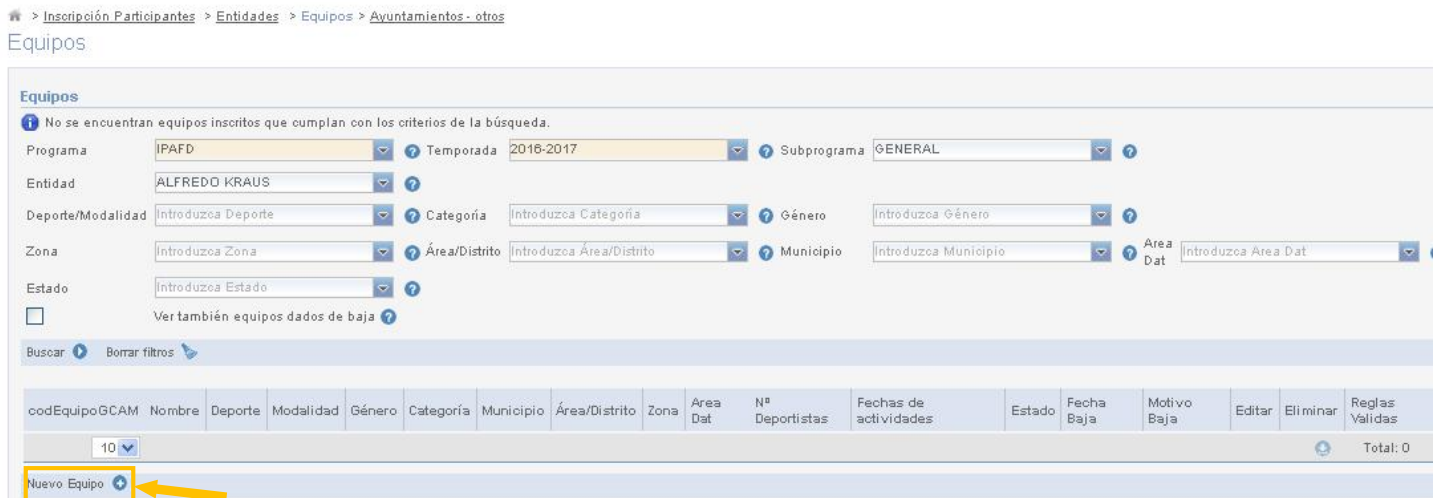 > Inscripción Participantes > Entidades > Equipos > Ayuntamientos - otros
Equipos
Equipos
No se encuentran equipos inscritos que cumplan con los criterios de la búsqueda.
Programa IPAFD Temporada 2016-2017 Subprograma GENERAL
Entidad ALFREDO KRAUS
Deporte/Modalidad Introduzca Deporte Categoría Introduzca Categoría Género Introduzca Género
Zona Introduzca Zona Área/Distrito Introduzca Área/Distrito Municipio Introduzca Municipio Area Dat Introduzca Area Dat
Estado Introduzca Estado
Ver también equipos dados de baja
Buscar Borrar filtros
codEquipoGCAM Nombre Deporte Modalidad Género Categoría Municipio Área/Distrito Zona Area Dat Nº Deportistas Fechas de actividades Estado Fecha Baja Motivo Baja Editar Eliminar Reglas Validas
10 Total: 0
Nuevo Equipo